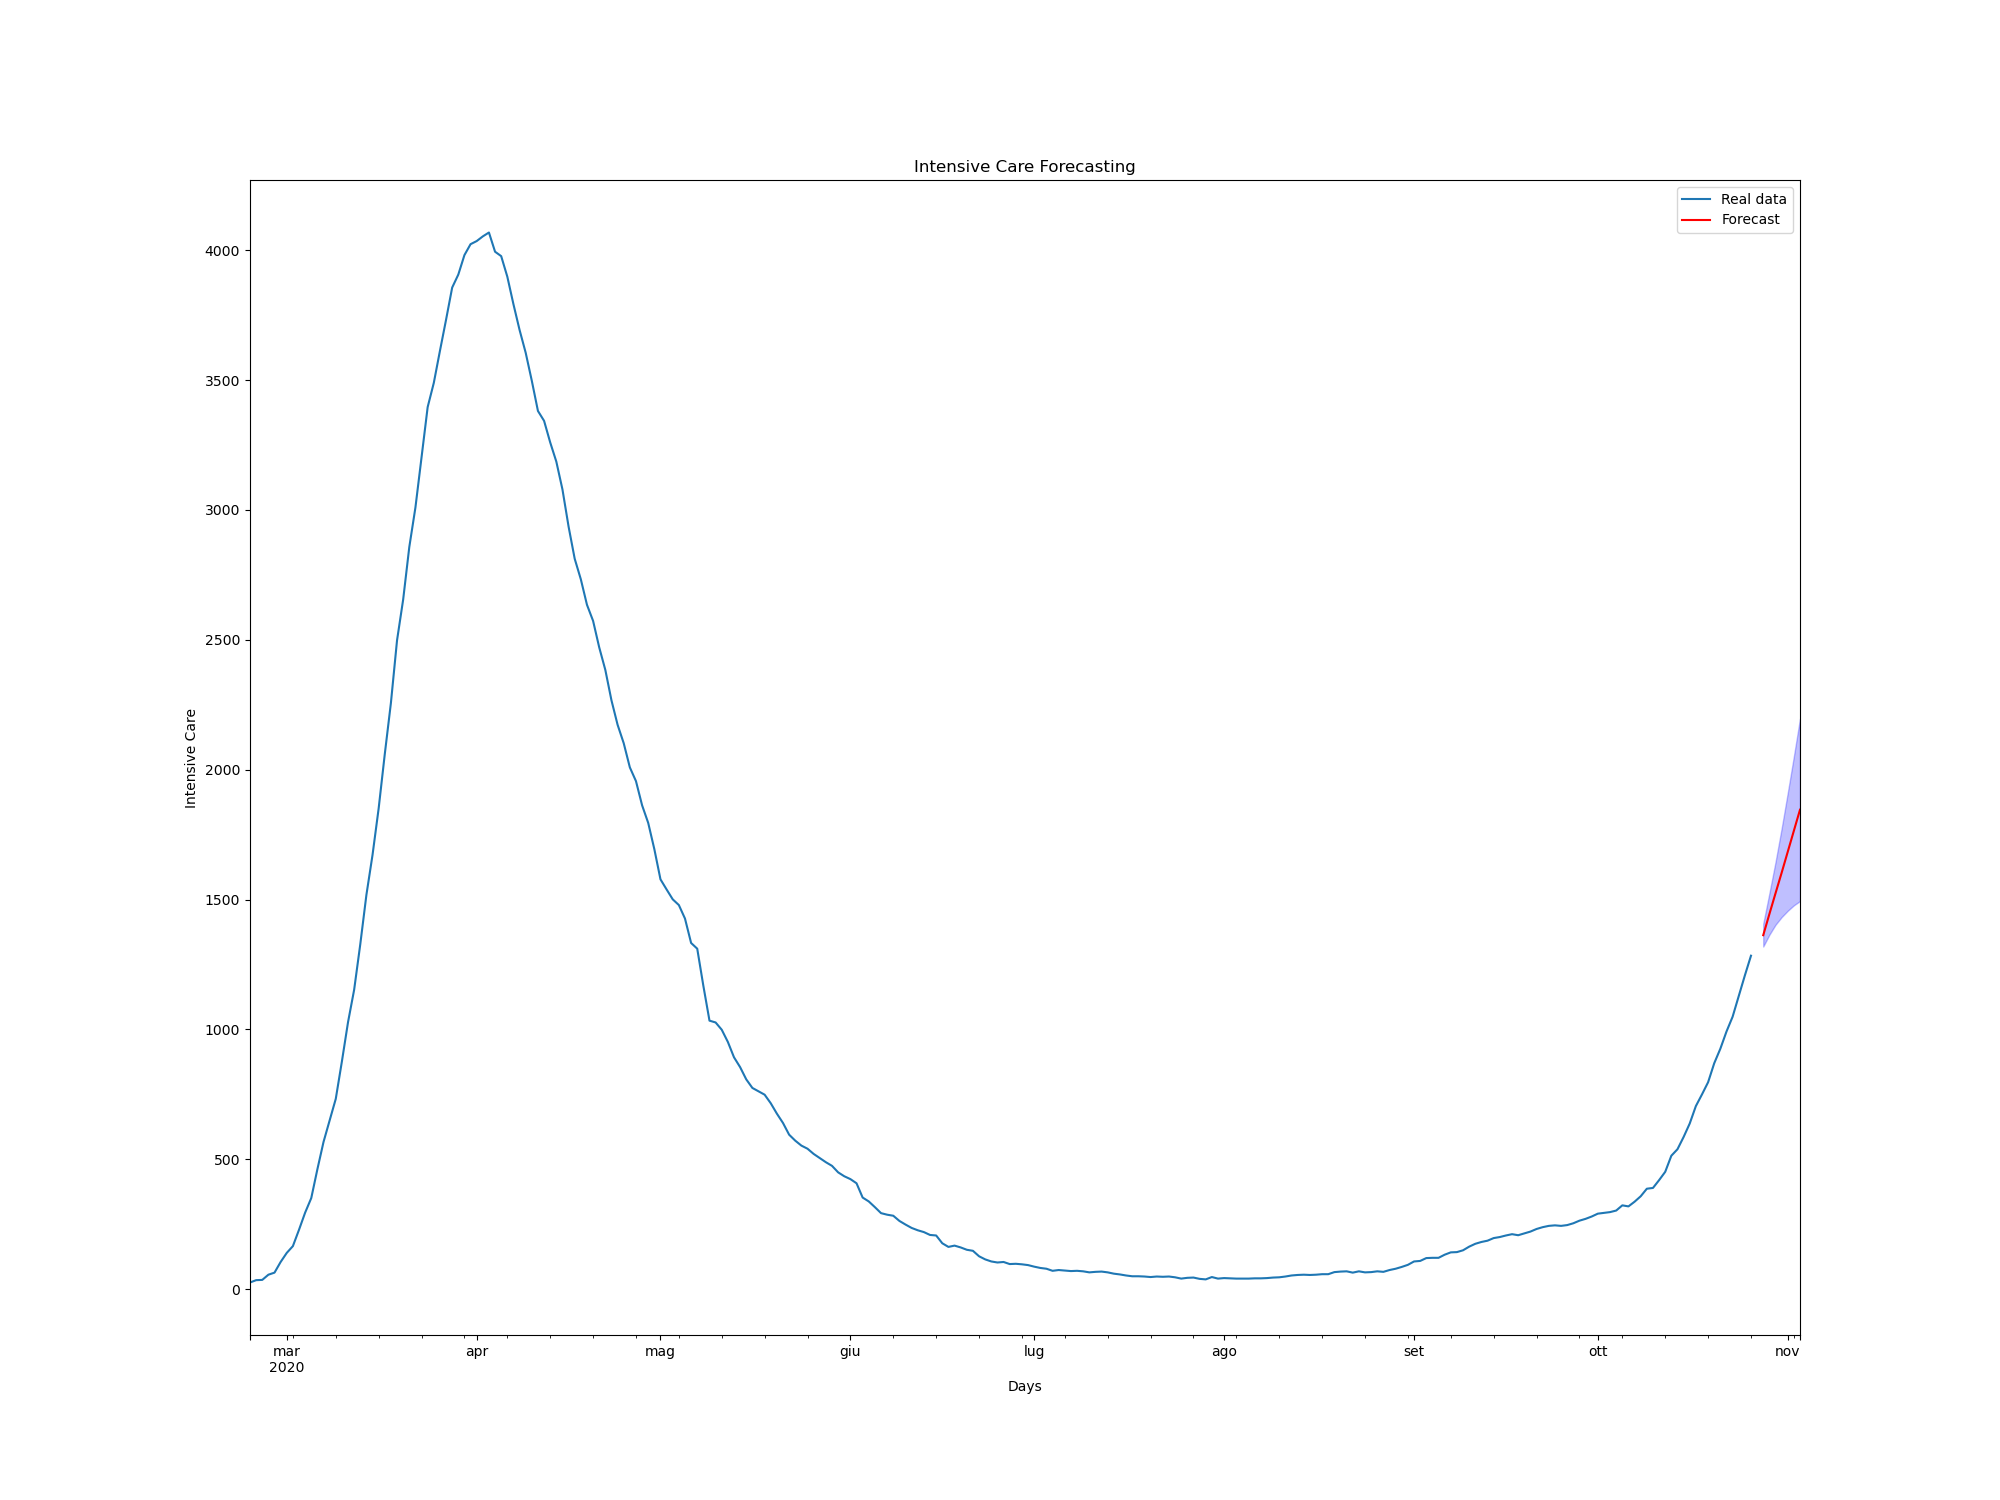 Intensive Care Forecasting
Real data
Forecast
4000
3500
3000
2500
2000
1500
1000
500
0
Intensive Care
mar apr mag giu lug ago set ott nov
2020
Days